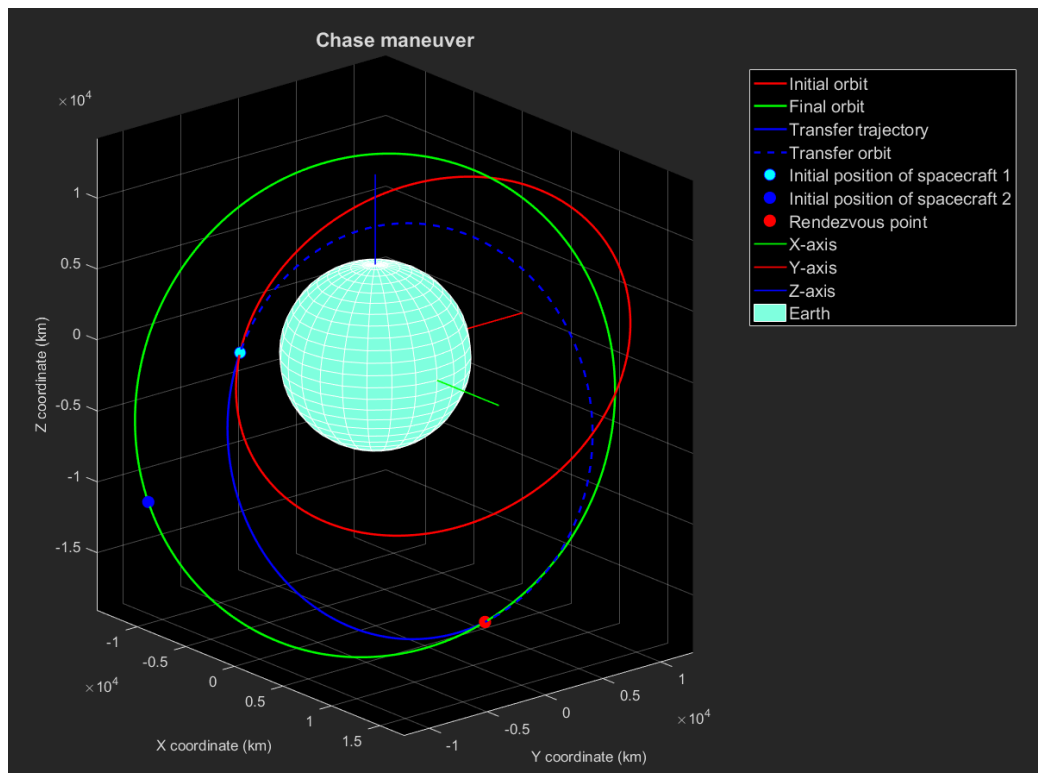 Chase maneuver
×10⁴
1
0.5
0
-0.5
-1
-1.5
Z coordinate (km)
-1
-0.5
0
0.5
1
1.5
×10⁴
X coordinate (km)
-1
-0.5
0
0.5
1
×10⁴
Y coordinate (km)
Initial orbit
Final orbit
Transfer trajectory
Transfer orbit
Initial position of spacecraft 1
Initial position of spacecraft 2
Rendezvous point
X-axis
Y-axis
Z-axis
Earth